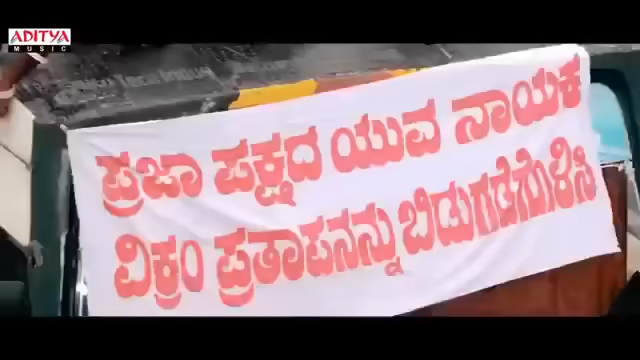 ADITYA
MUSIC
ಪ್ರಜಾ ಪಕ್ಷದ ಯುವ ನಾಯಕ
ವಿಕ್ರಂ ಪ್ರತಾಪನನ್ನು ಬಿಡುಗಡೆಗೊಳಿಸಿ